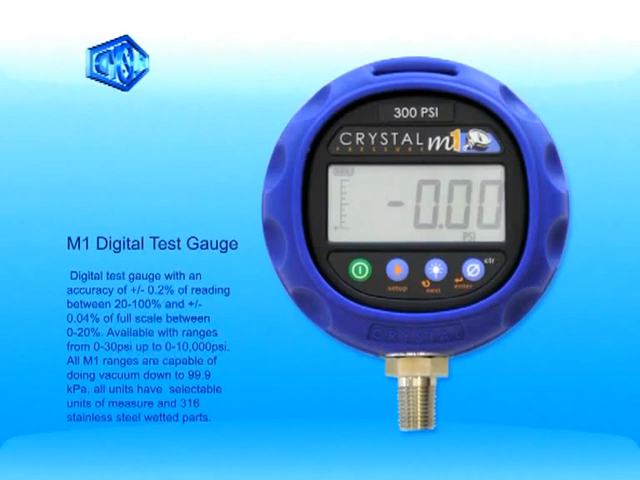 CMSL
300 PSI
CRYSTAL m1
PRESSURE
-0.00
PSI
clr
setup
next
enter
CRYSTAL
M1 Digital Test Gauge
Digital test gauge with an
accuracy of +/- 0.2% of reading
between 20-100% and +/-
0.04% of full scale between
0-20%. Available with ranges
from 0-30psi up to 0-10,000psi.
All M1 ranges are capable of
doing vacuum down to 99.9
kPa. all units have selectable
units of measure and 316
stainless steel wetted parts.